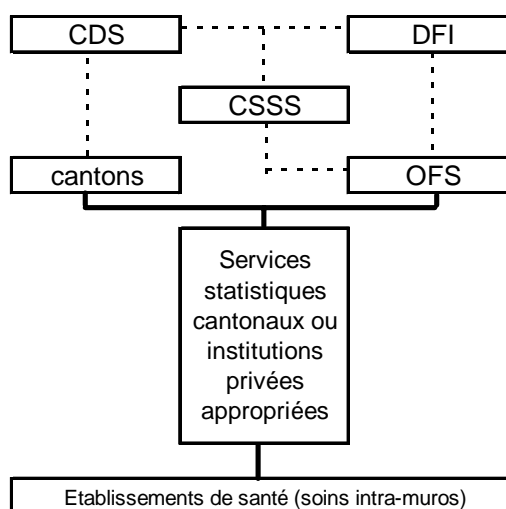 CDS
DFI
CSSS
cantons
OFS
Services
statistiques
cantonaux ou
institutions
privées
appropriées
Etablissements de santé (soins intra-muros)